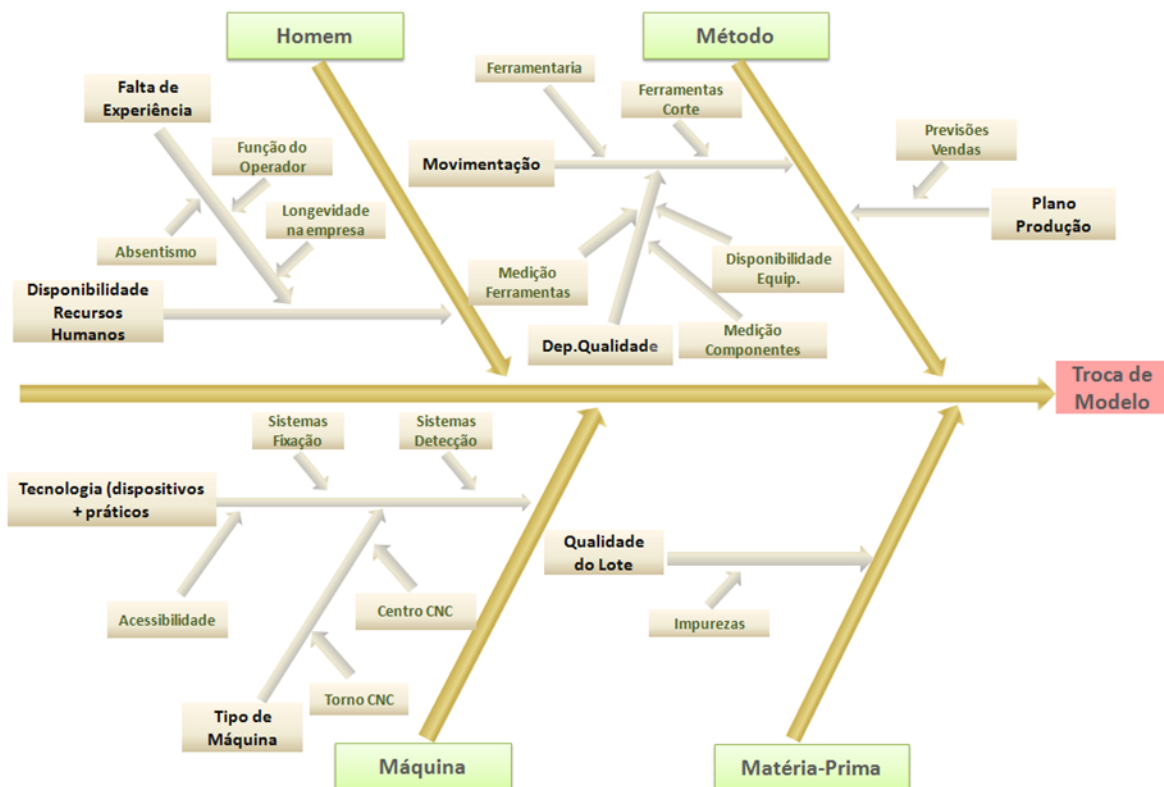 Homem
Método
Falta de
Experiência
Ferramentaria
Ferramentas
Corte
Previsões
Vendas
Função do
Operador
Movimentação
Longevidade
na empresa
Plano
Produção
Absentismo
Medição
Ferramentas
Disponibilidade
Equip.
Disponibilidade
Recursos
Humanos
Dep.Qualidade
Medição
Componentes
Troca de
Modelo
Sistemas
Fixação
Sistemas
Detecção
Tecnologia (dispositivos
+ práticos
Qualidade
do Lote
Acessibilidade
Centro CNC
Impurezas
Torno CNC
Tipo de
Máquina
Máquina
Matéria-Prima